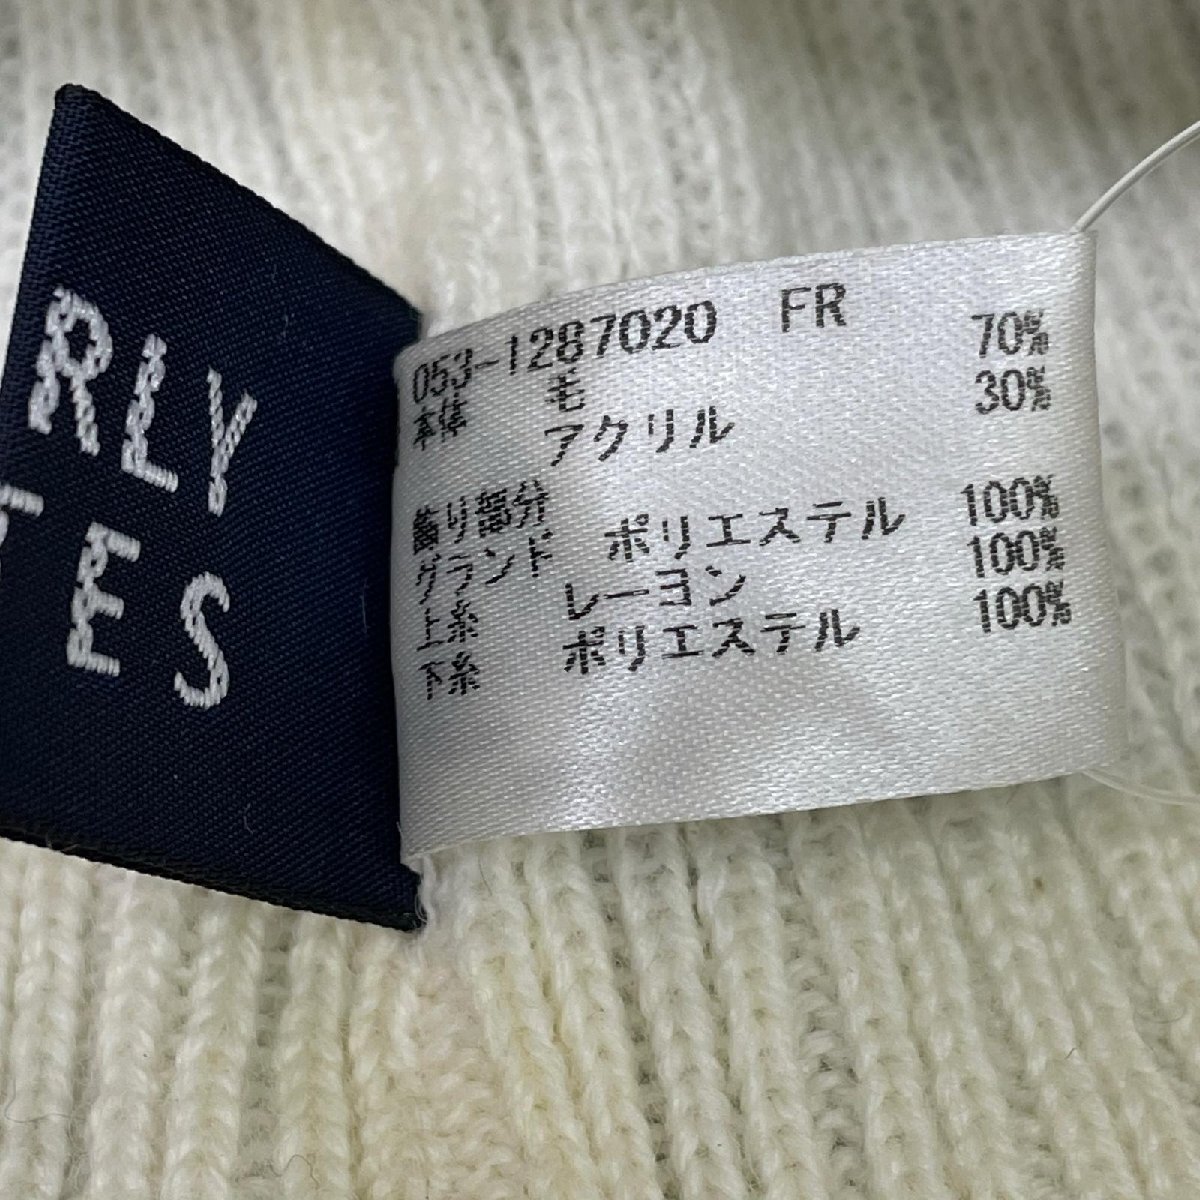 RLY
ES
053-1287020 FR
本体 毛 70%
アクリル 30%
飾り部分
グランド ポリエステル 100%
上糸 レーヨン 100%
下糸 ポリエステル 100%